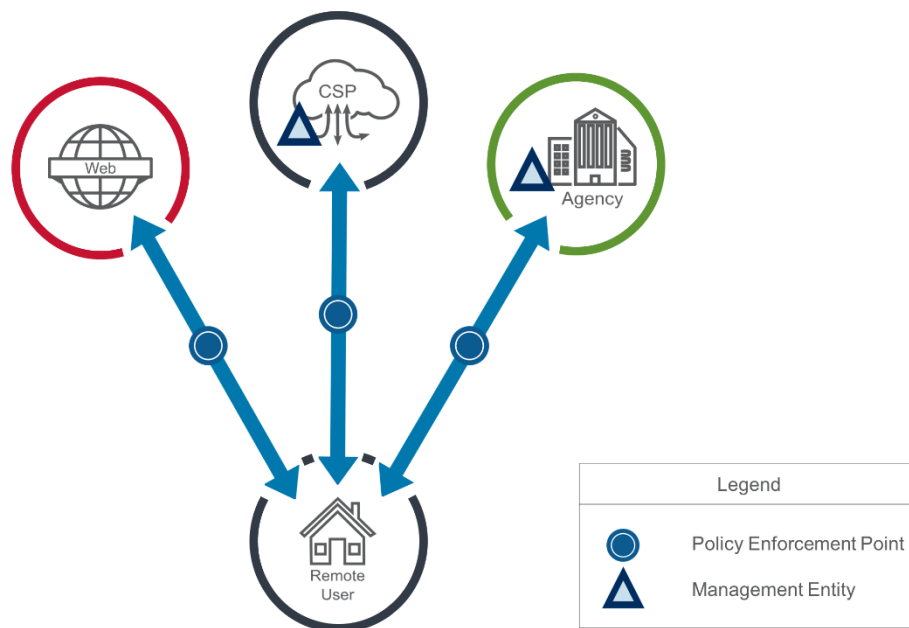 CSP
Web
Agency
Remote
User
Legend
Policy Enforcement Point
Management Entity